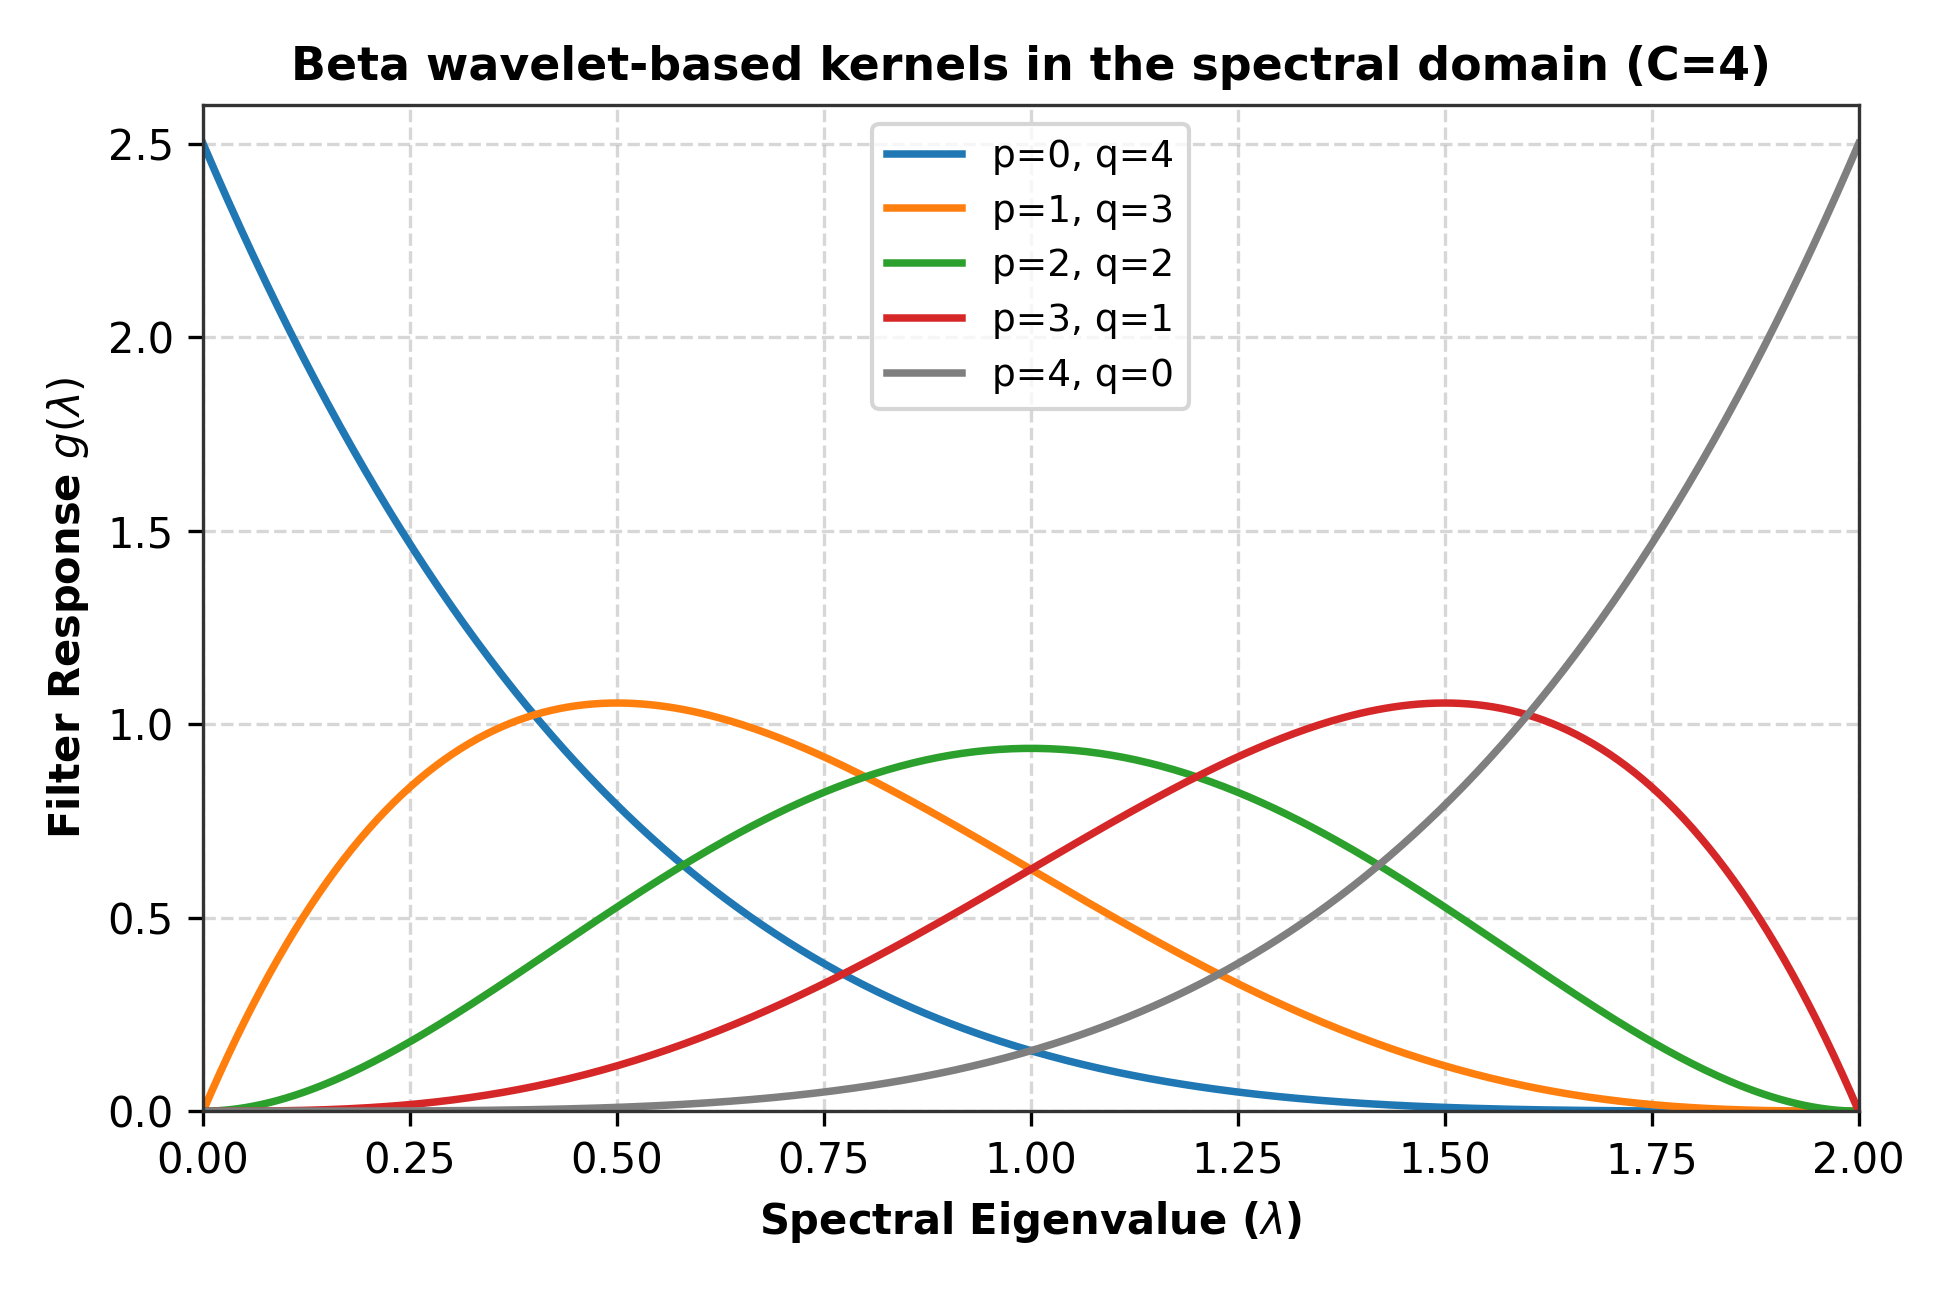 Beta wavelet-based kernels in the spectral domain (C=4)
p=0, q=4
p=1, q=3
p=2, q=2
p=3, q=1
p=4, q=0
Filter Response g(λ)
2.5
2.0
1.5
1.0
0.5
0.0
0.00 0.25 0.50 0.75 1.00 1.25 1.50 1.75 2.00
Spectral Eigenvalue (λ)